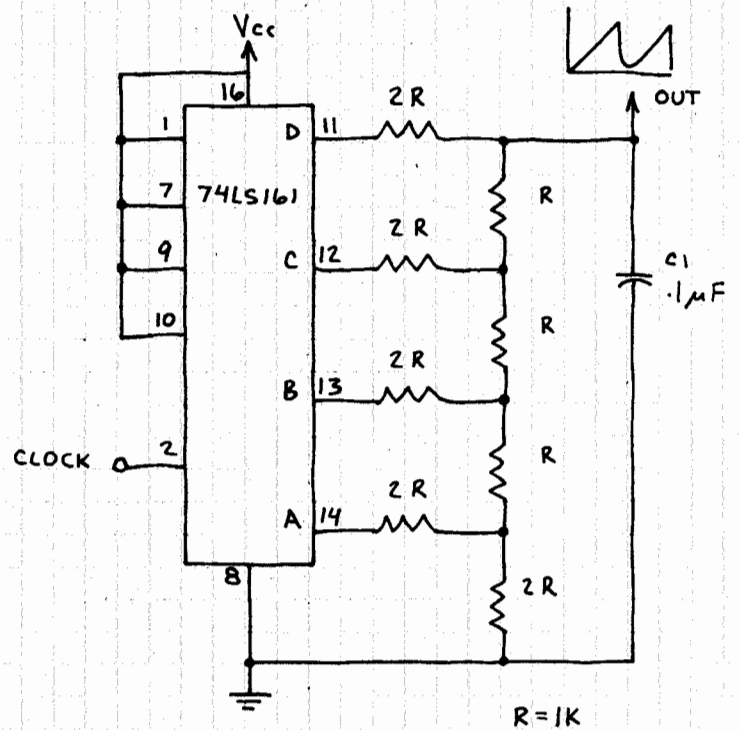 Vcc
16
OUT
2R
1
D
11
7
74LS161
R
2R
9
C
12
C1
.1μF
10
R
2R
B
13
CLOCK
2
R
2R
A
14
8
2R
R=1K